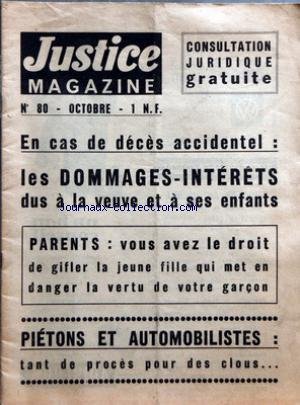 Justice
MAGAZINE
N° 80 - OCTOBRE - 1 N.F.
CONSULTATION
JURIDIQUE
gratuite
En cas de décès accidentel :
les DOMMAGES-INTÉRÊTS
dus à la veuve et à ses enfants
Journaux-collection.com
PARENTS : vous avez le droit
de gifler la jeune fille qui met en
danger la vertu de votre garçon
PIÉTONS ET AUTOMOBILISTES :
tant de procès pour des clous...